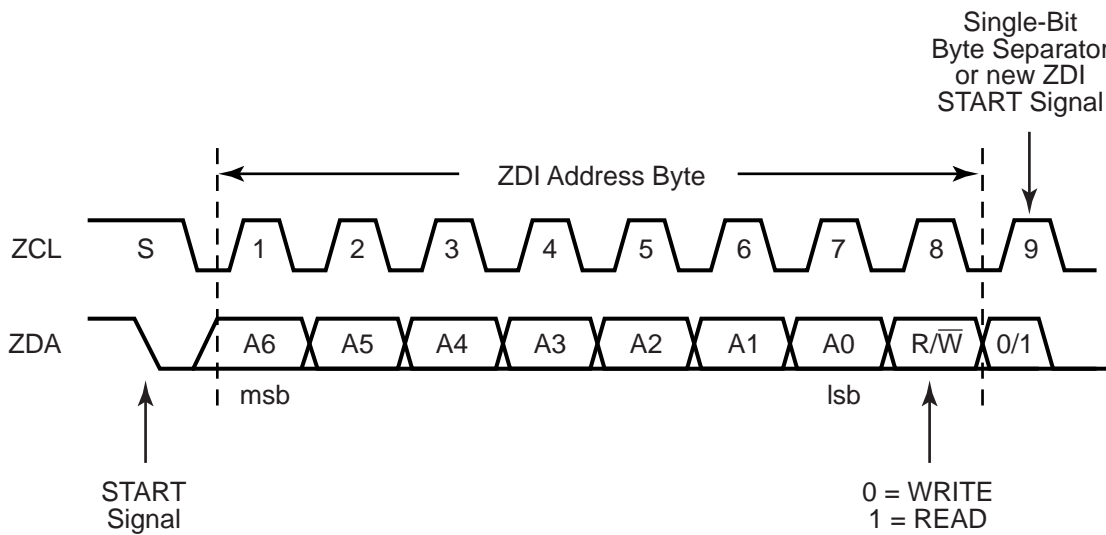 Single-Bit
Byte Separator
or new ZDI
START Signal
ZDI Address Byte
ZCL S 1 2 3 4 5 6 7 8 9
ZDA A6 A5 A4 A3 A2 A1 A0 R/W̅ 0/1
msb lsb
START
Signal
0 = WRITE
1 = READ